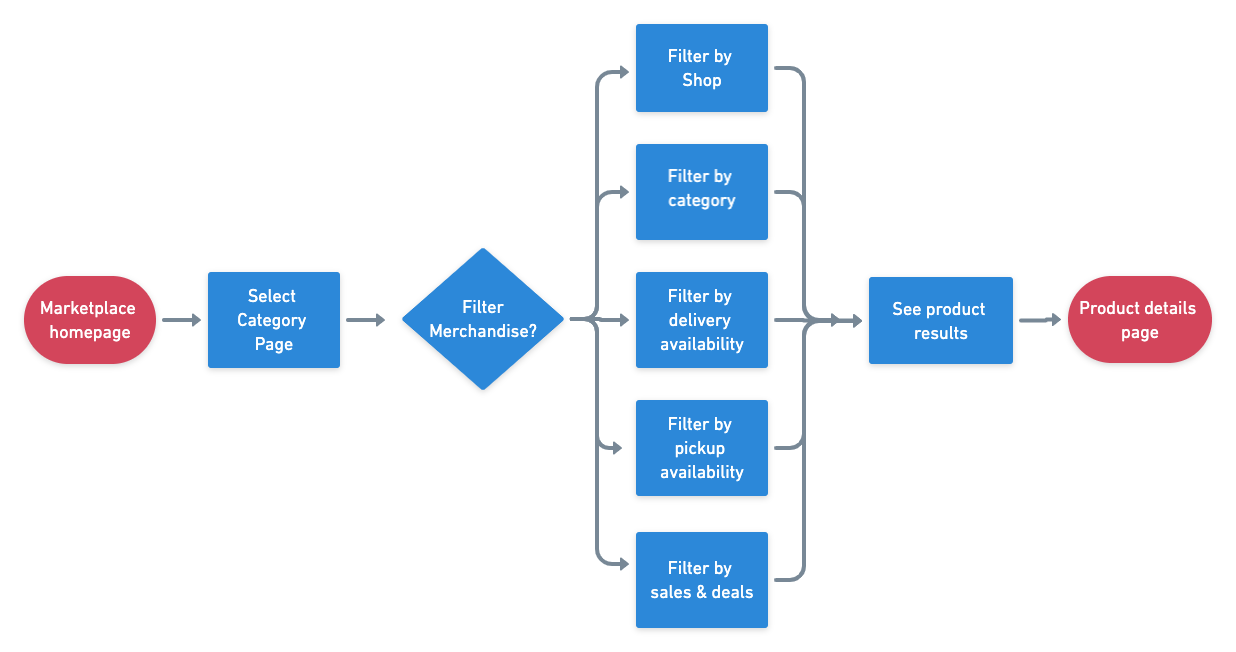 Marketplace
homepage
Select
Category
Page
Filter
Merchandise?
Filter by
Shop
Filter by
category
Filter by
delivery
availability
Filter by
pickup
availability
Filter by
sales & deals
See product
results
Product details
page